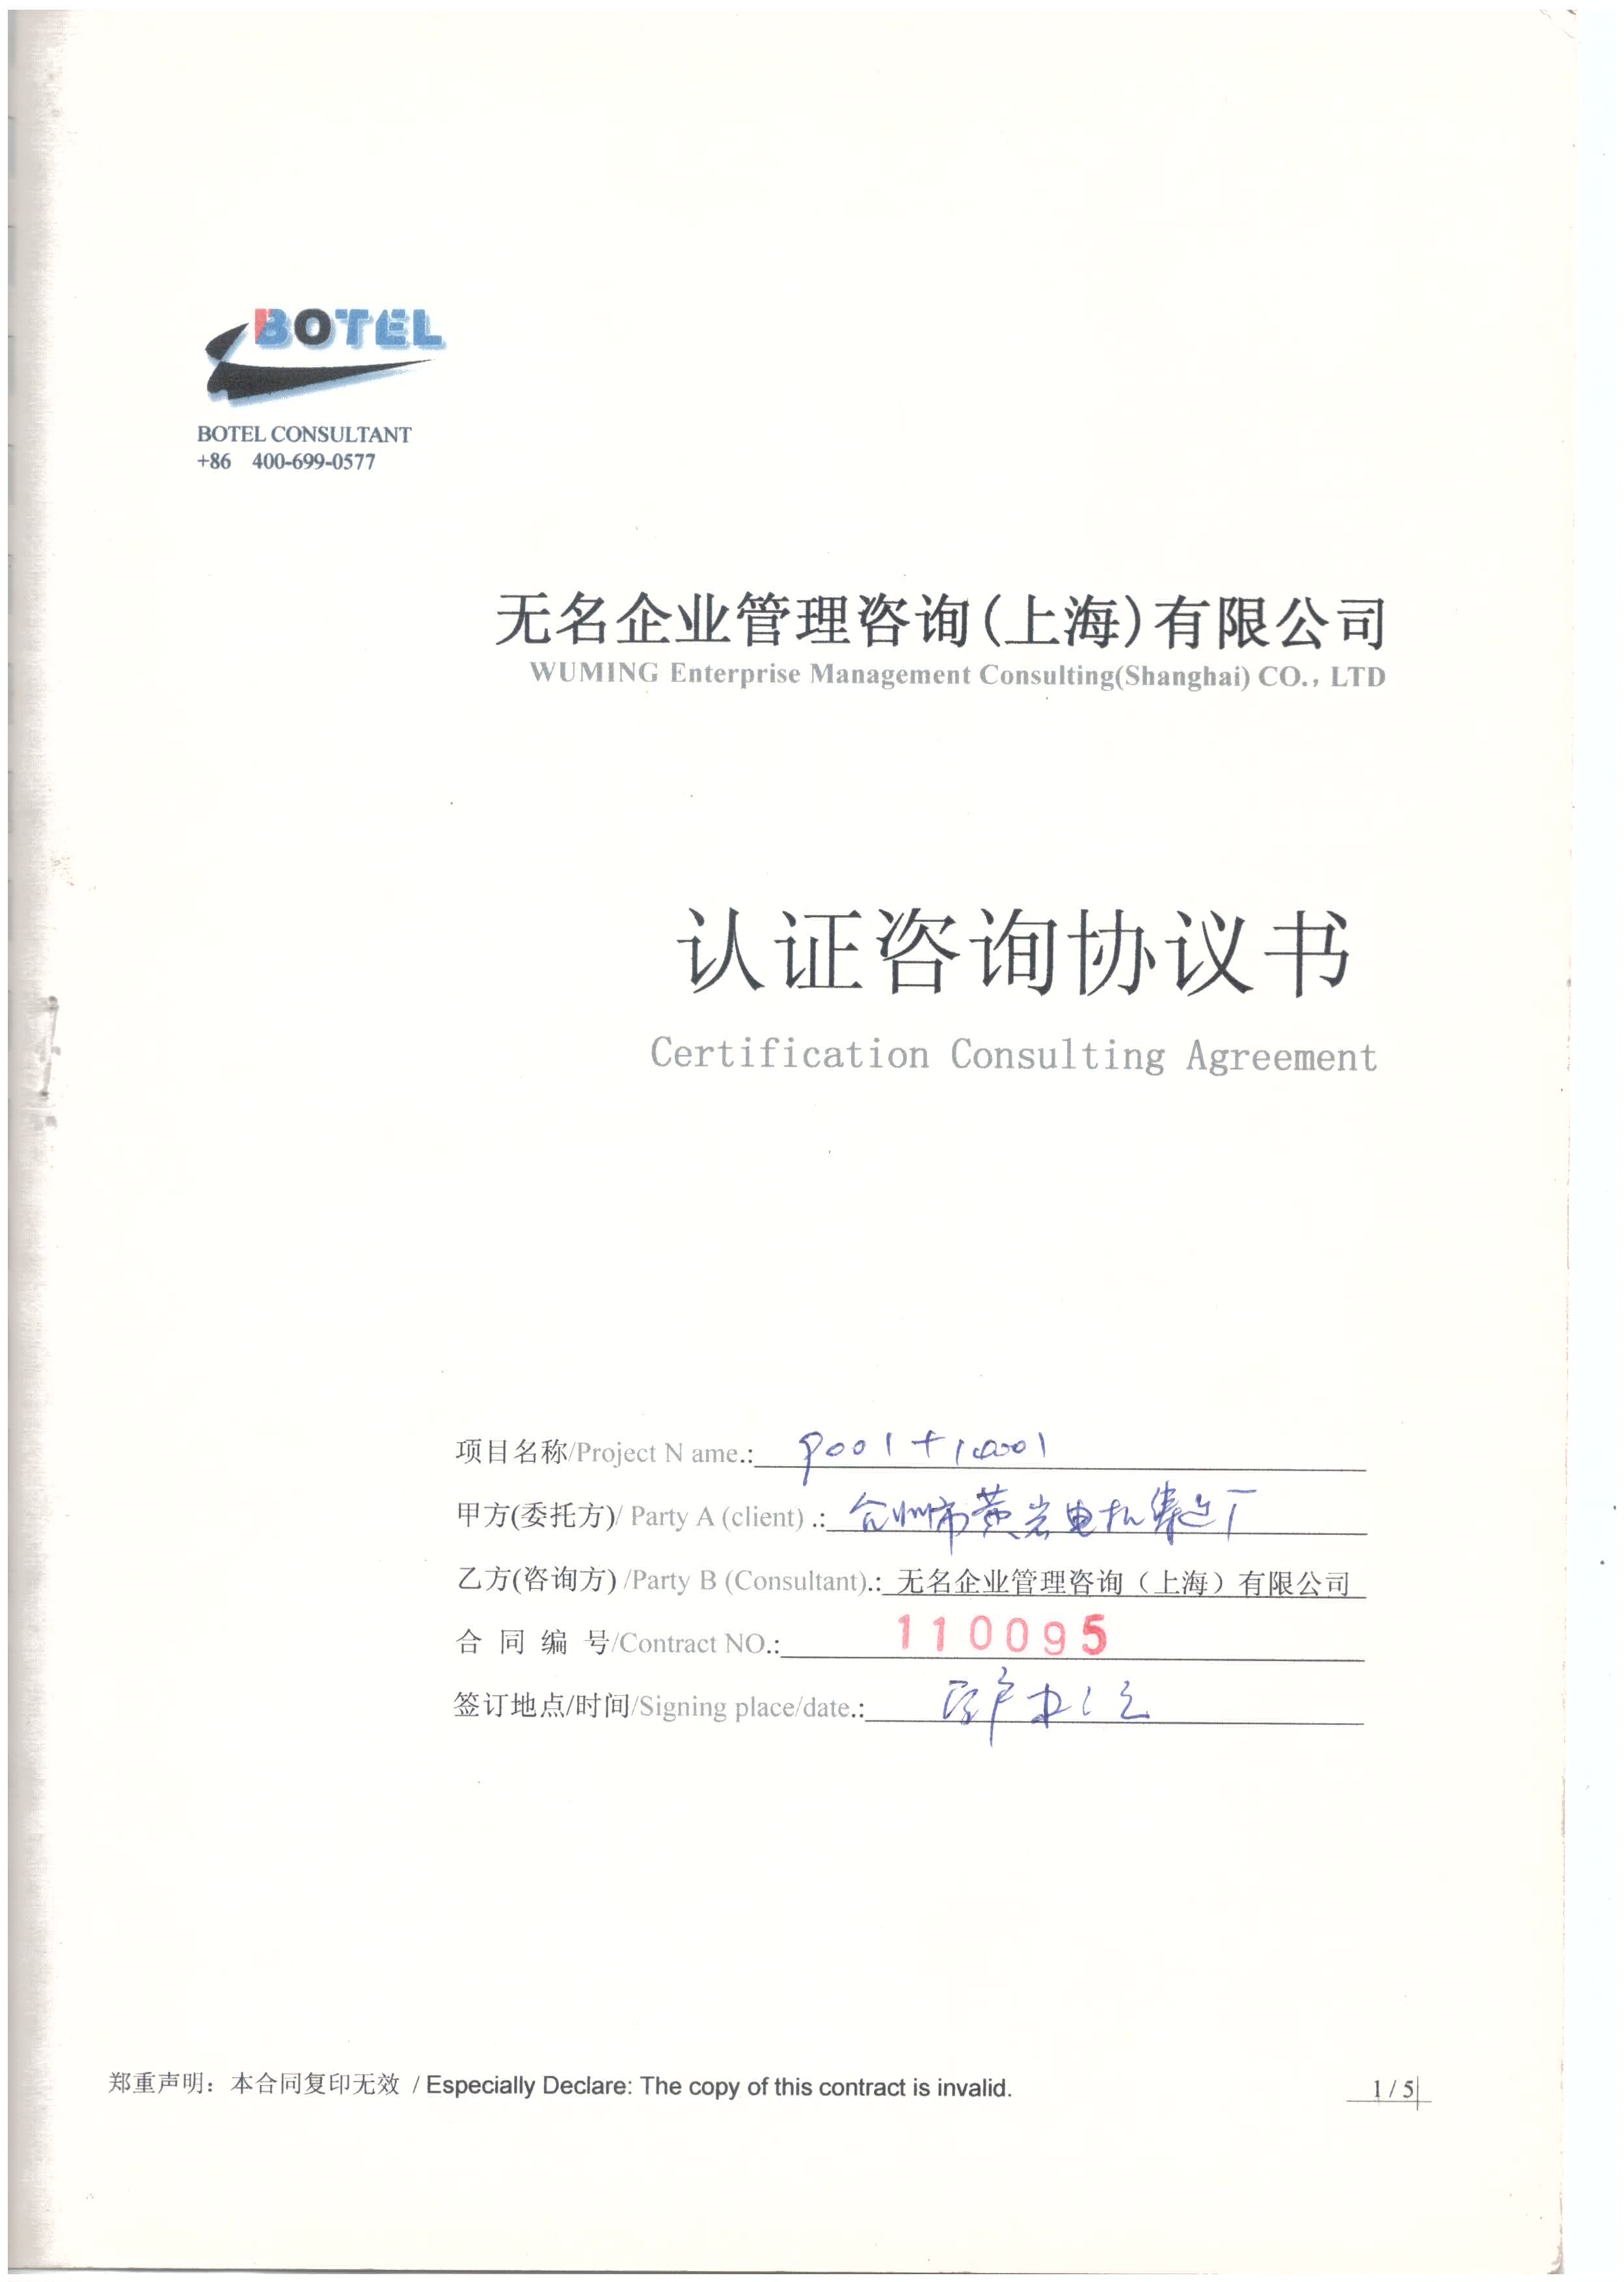 BOTEL
BOTEL CONSULTANT
+86 400-699-0577
无名企业管理咨询(上海)有限公司
WUMING Enterprise Management Consulting(Shanghai) CO., LTD
认证咨询协议书
Certification Consulting Agreement
项目名称/Project N ame.: 9001+14001
甲方(委托方)/ Party A (client) .: 台州市黄岩电机铸造厂
乙方(咨询方) /Party B (Consultant).: 无名企业管理咨询（上海）有限公司
合 同 编 号/Contract NO.: 110095
签订地点/时间/Signing place/date.:
郑重声明：本合同复印无效 / Especially Declare: The copy of this contract is invalid.
1 / 5